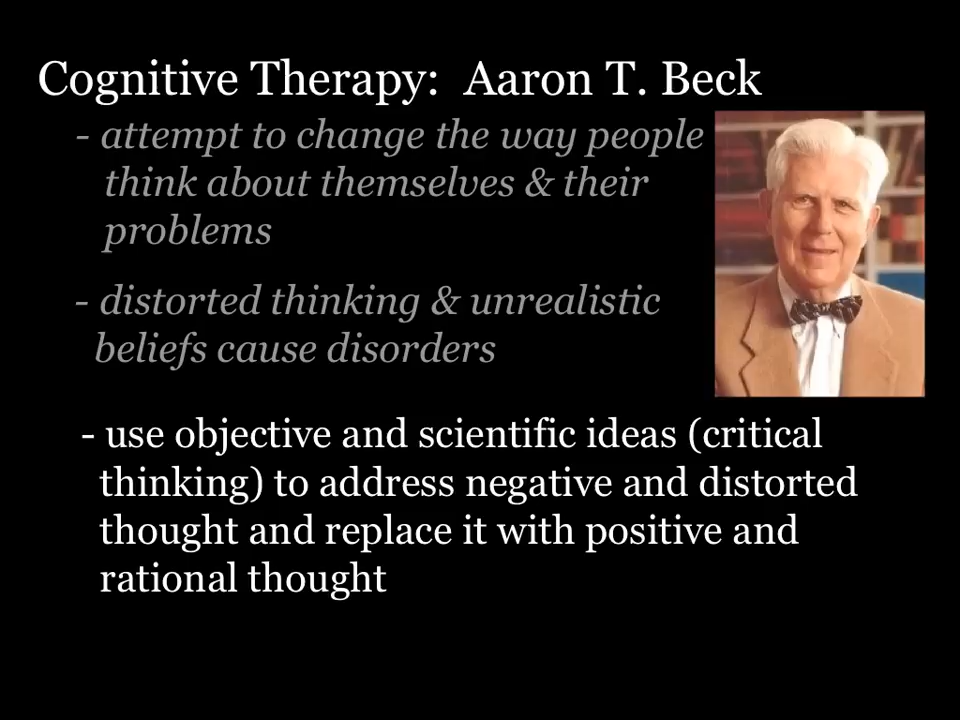 Cognitive Therapy:  Aaron T. Beck
- attempt to change the way people
think about themselves & their
problems
- distorted thinking & unrealistic
beliefs cause disorders
- use objective and scientific ideas (critical
thinking) to address negative and distorted
thought and replace it with positive and
rational thought